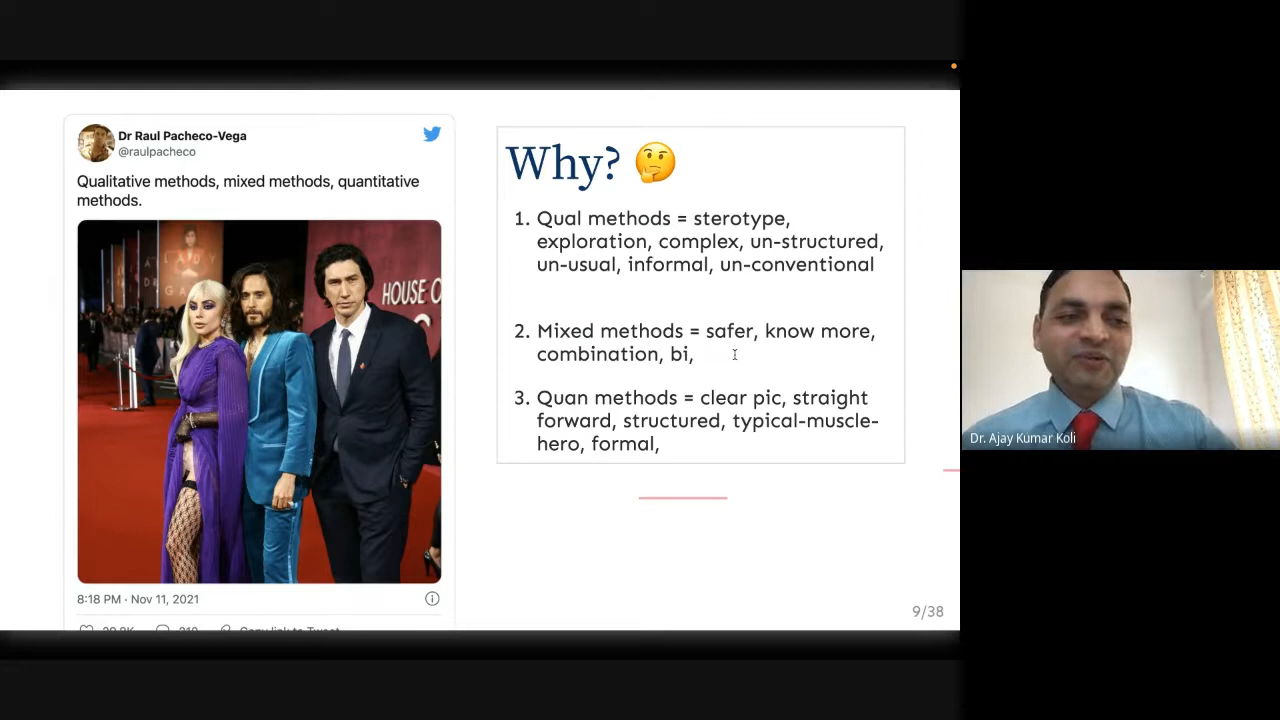 Dr Raul Pacheco-Vega
@raulpacheco
Qualitative methods, mixed methods, quantitative
methods.
HOUSE O
8:18 PM · Nov 11, 2021
Why? 🤔
1. Qual methods = sterotype,
exploration, complex, un-structured,
un-usual, informal, un-conventional
2. Mixed methods = safer, know more,
combination, bi,
3. Quan methods = clear pic, straight
forward, structured, typical-muscle-
hero, formal,
9/38
Dr. Ajay Kumar Koli